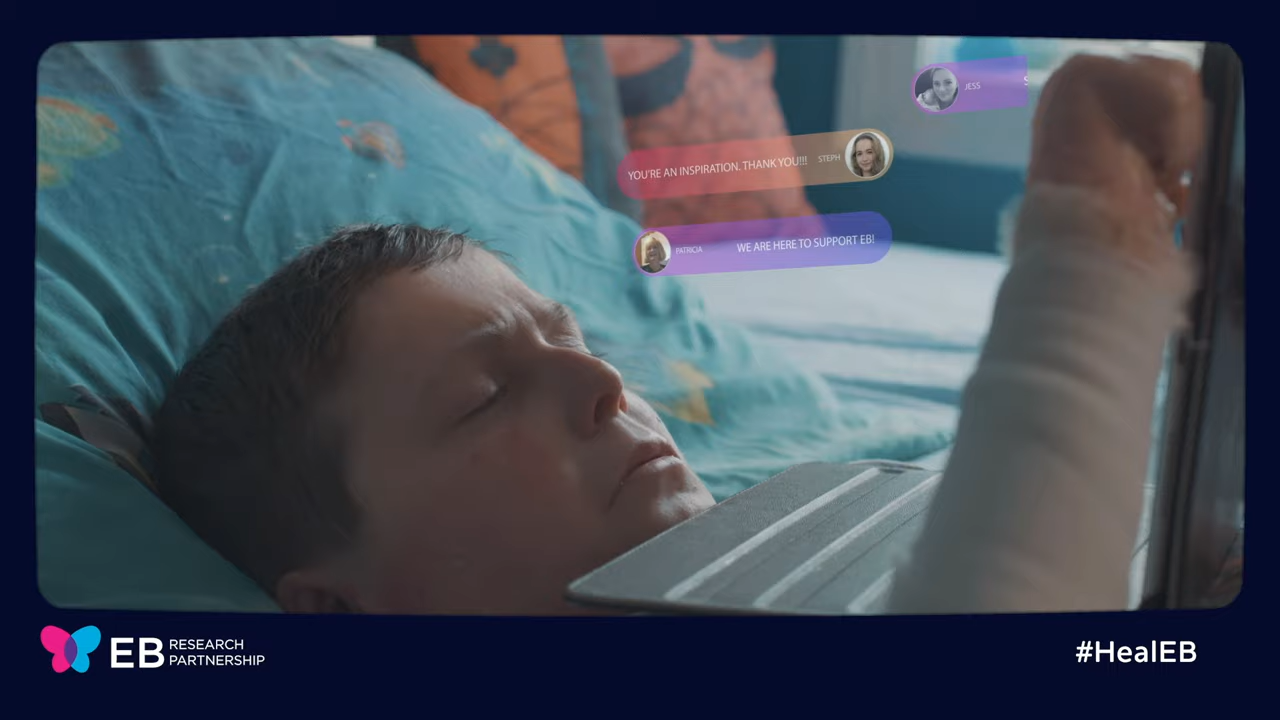 JESS
YOU'RE AN INSPIRATION. THANK YOU!!! STEPH
PATRICIA WE ARE HERE TO SUPPORT EB!
EB RESEARCH
PARTNERSHIP
#HealEB